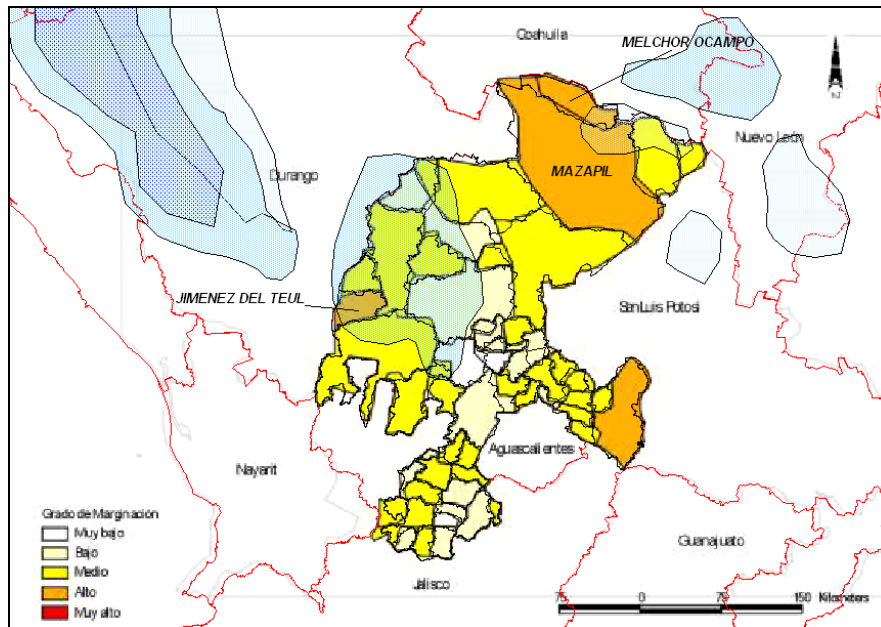 Coahuila
MELCHOR OCAMPO
N
Nuevo León
Durango
MAZAPIL
JIMENEZ DEL TEUL
San Luis Potosí
Aguascalientes
Nayarit
Grado de Marginación
Muy bajo
Bajo
Medio
Alto
Muy alto
Guanajuato
Jalisco
75 0 75 150 Kilometers